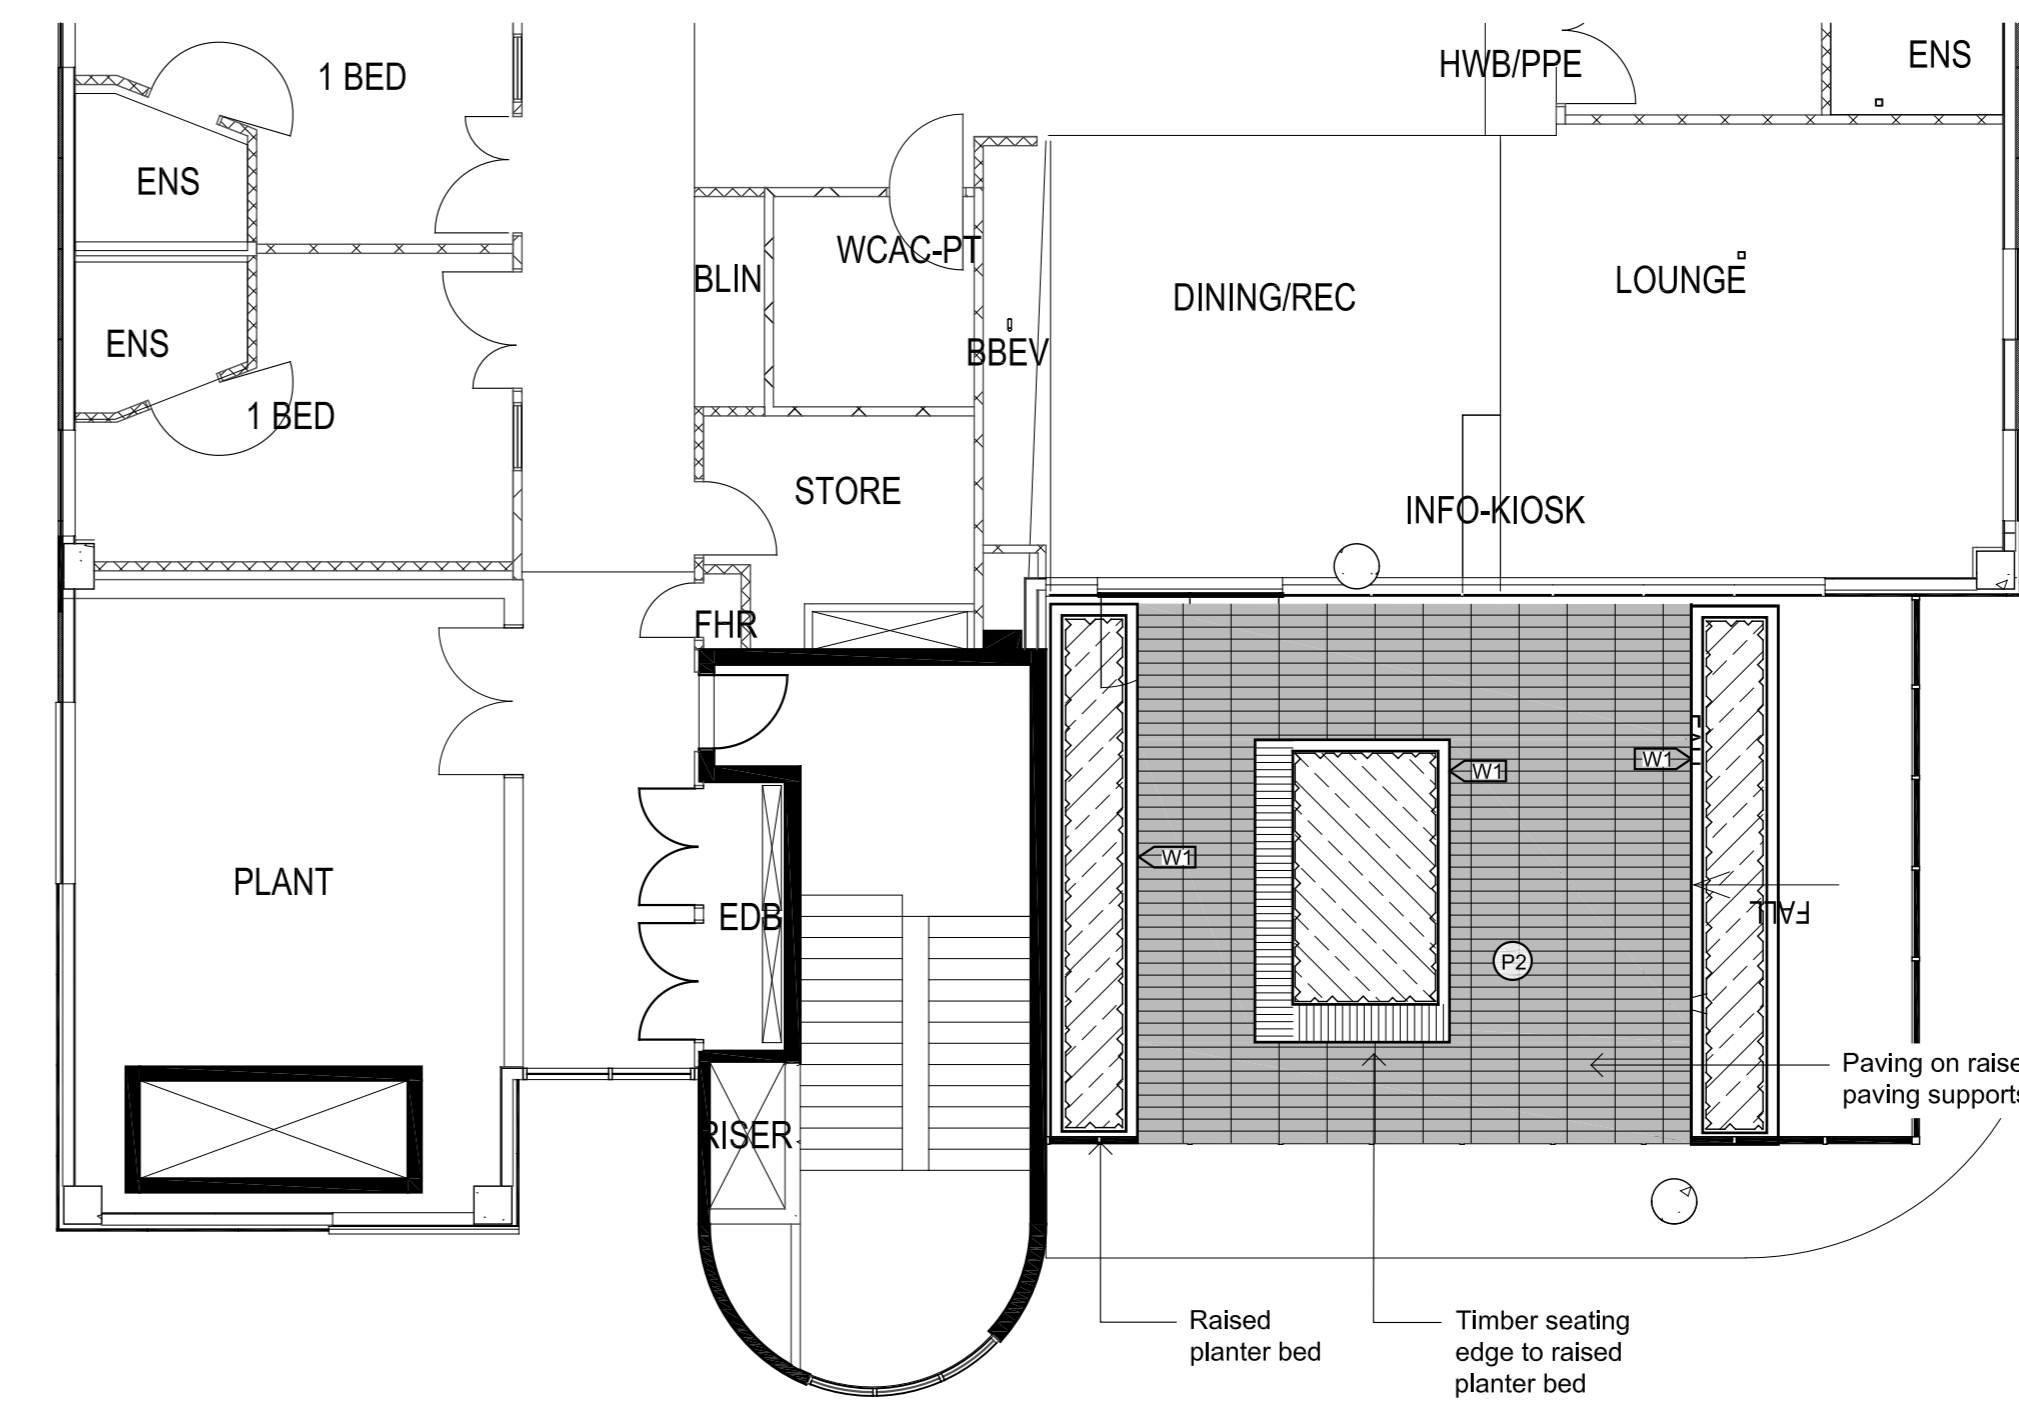 1 BED
HWB/PPE
ENS
ENS
WCAC-PT
BLIN
DINING/REC
LOUNGE
ENS
BBEV
1 BED
STORE
INFO-KIOSK
FHR
W1
W1
W1
PLANT
EDB
FALL
P2
Paving on raise
paving supports
RISER
Raised
planter bed
Timber seating
edge to raised
planter bed